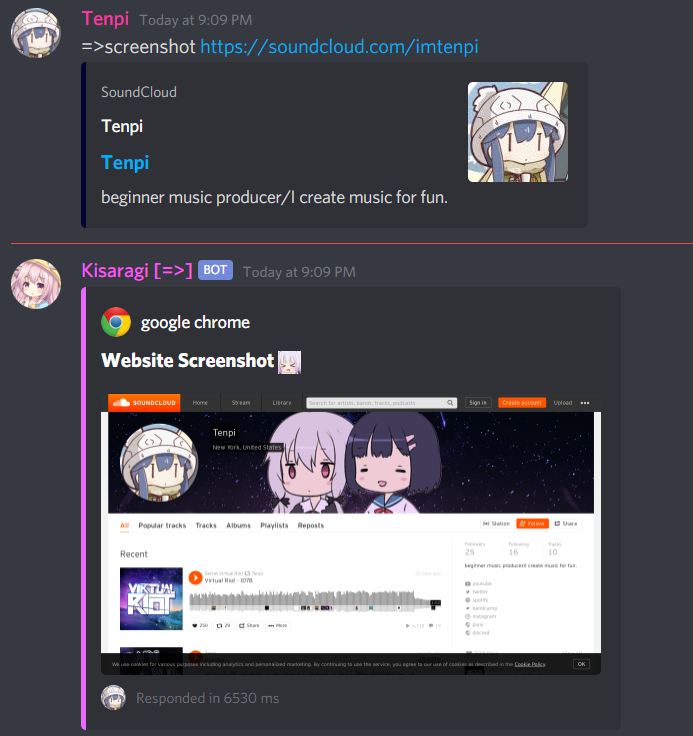 Tenpi Today at 9:09 PM
=>screenshot https://soundcloud.com/imtenpi
SoundCloud
Tenpi
Tenpi
beginner music producer/I create music for fun.
Kisaragi [=>] BOT Today at 9:09 PM
google chrome
Website Screenshot
SOUNDCLOUD Home Stream Library Search for artists, bands, tracks, podcasts Sign in Create account Upload
Tenpi
New York, United States
All Popular tracks Tracks Albums Playlists Reposts Station Follow Share
Followers Following Tracks
25 16 10
beginner music producer/I create music for fun.
Recent
Secret Virtual Riot Tenpi
Virtual Riot - ID78
VIRTUAL
RIOT
250 29 Share More
youtube
twitter
spotify
bandcamp
instagram
pixiv
discord
We use cookies for various purposes including analytics and personalized marketing. By continuing to use the service, you agree to our use of cookies as described in the Cookie Policy. OK
Responded in 6530 ms